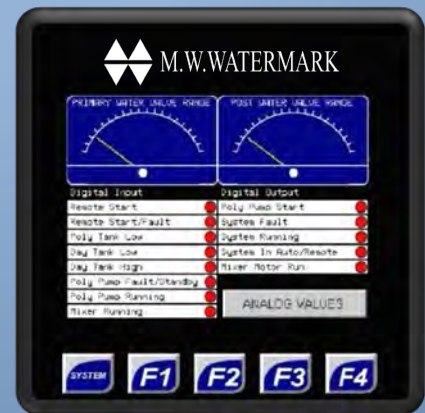 M.W.WATERMARK
PRIMARY WATER VALVE RANGE
POST WATER VALVE RANGE
Digital Input
Remote Start
Remote Start/Fault
Poly Tank Low
Day Tank Low
Day Tank High
Poly Pump Fault/Standby
Poly Pump Running
Mixer Running
Digital Output
Poly Pump Start
System Fault
System Running
System In Auto/Remote
Mixer Motor Run
ANALOG VALUES
SYSTEM F1 F2 F3 F4